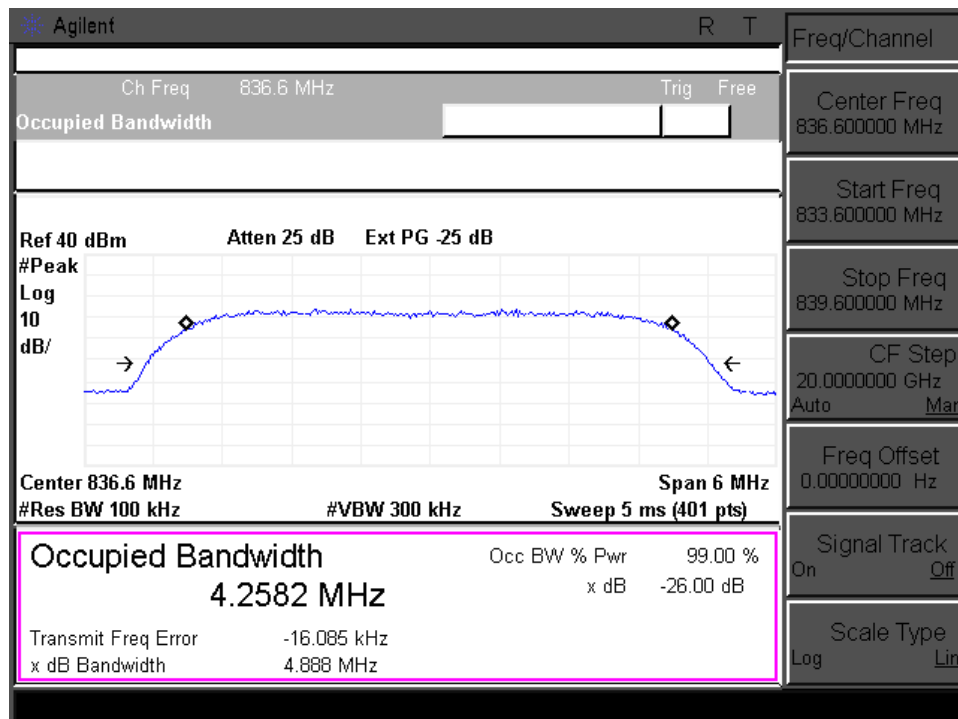 Agilent R T
Freq/Channel
Ch Freq 836.6 MHz Trig Free
Occupied Bandwidth
Center Freq
836.600000 MHz
Start Freq
833.600000 MHz
Ref 40 dBm Atten 25 dB Ext PG -25 dB
#Peak
Log
10
dB/
Stop Freq
839.600000 MHz
CF Step
20.0000000 GHz
Auto Man
Freq Offset
0.00000000 Hz
Center 836.6 MHz Span 6 MHz
#Res BW 100 kHz #VBW 300 kHz Sweep 5 ms (401 pts)
Occupied Bandwidth Occ BW % Pwr 99.00 %
4.2582 MHz x dB -26.00 dB
Transmit Freq Error -16.085 kHz
x dB Bandwidth 4.888 MHz
Signal Track
On Off
Scale Type
Log Lin